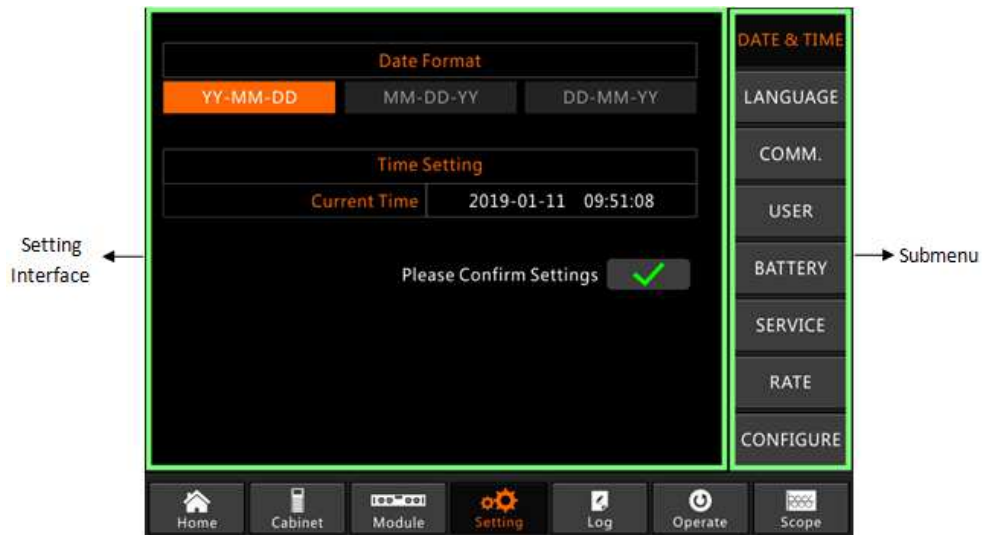 Date Format
YY-MM-DD MM-DD-YY DD-MM-YY
Time Setting
Current Time 2019-01-11 09:51:08
Please Confirm Settings
DATE & TIME
LANGUAGE
COMM.
USER
BATTERY
SERVICE
RATE
CONFIGURE
Setting
Interface
Submenu
Home Cabinet Module Setting Log Operate Scope